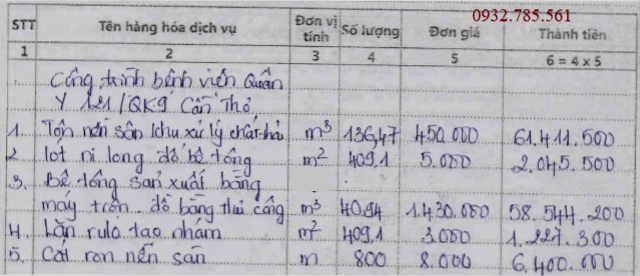 0932.785.561
STT Tên hàng hóa dịch vụ Đơn vị tính Số lượng Đơn giá Thành tiền
1 2 3 4 5 6 = 4 x 5
Công trình bệnh viện Quân
Y 121/QK9 Cần Thơ
1. Tôn nền sân khu xử lý chất thải m³ 136,47 450.000 61.411.500
2 lót ni long đổ bê tông m² 409,1 5.000 2.045.500
3. Bê tông sản xuất bằng
máy trộn đổ bằng thủ công m³ 40,94 1.430.000 58.544.200
4. Lăn rulo tạo nhám m² 409,1 3.000 1.227.300
5. Cắt ron nền sân m 800 8.000 6.400.000